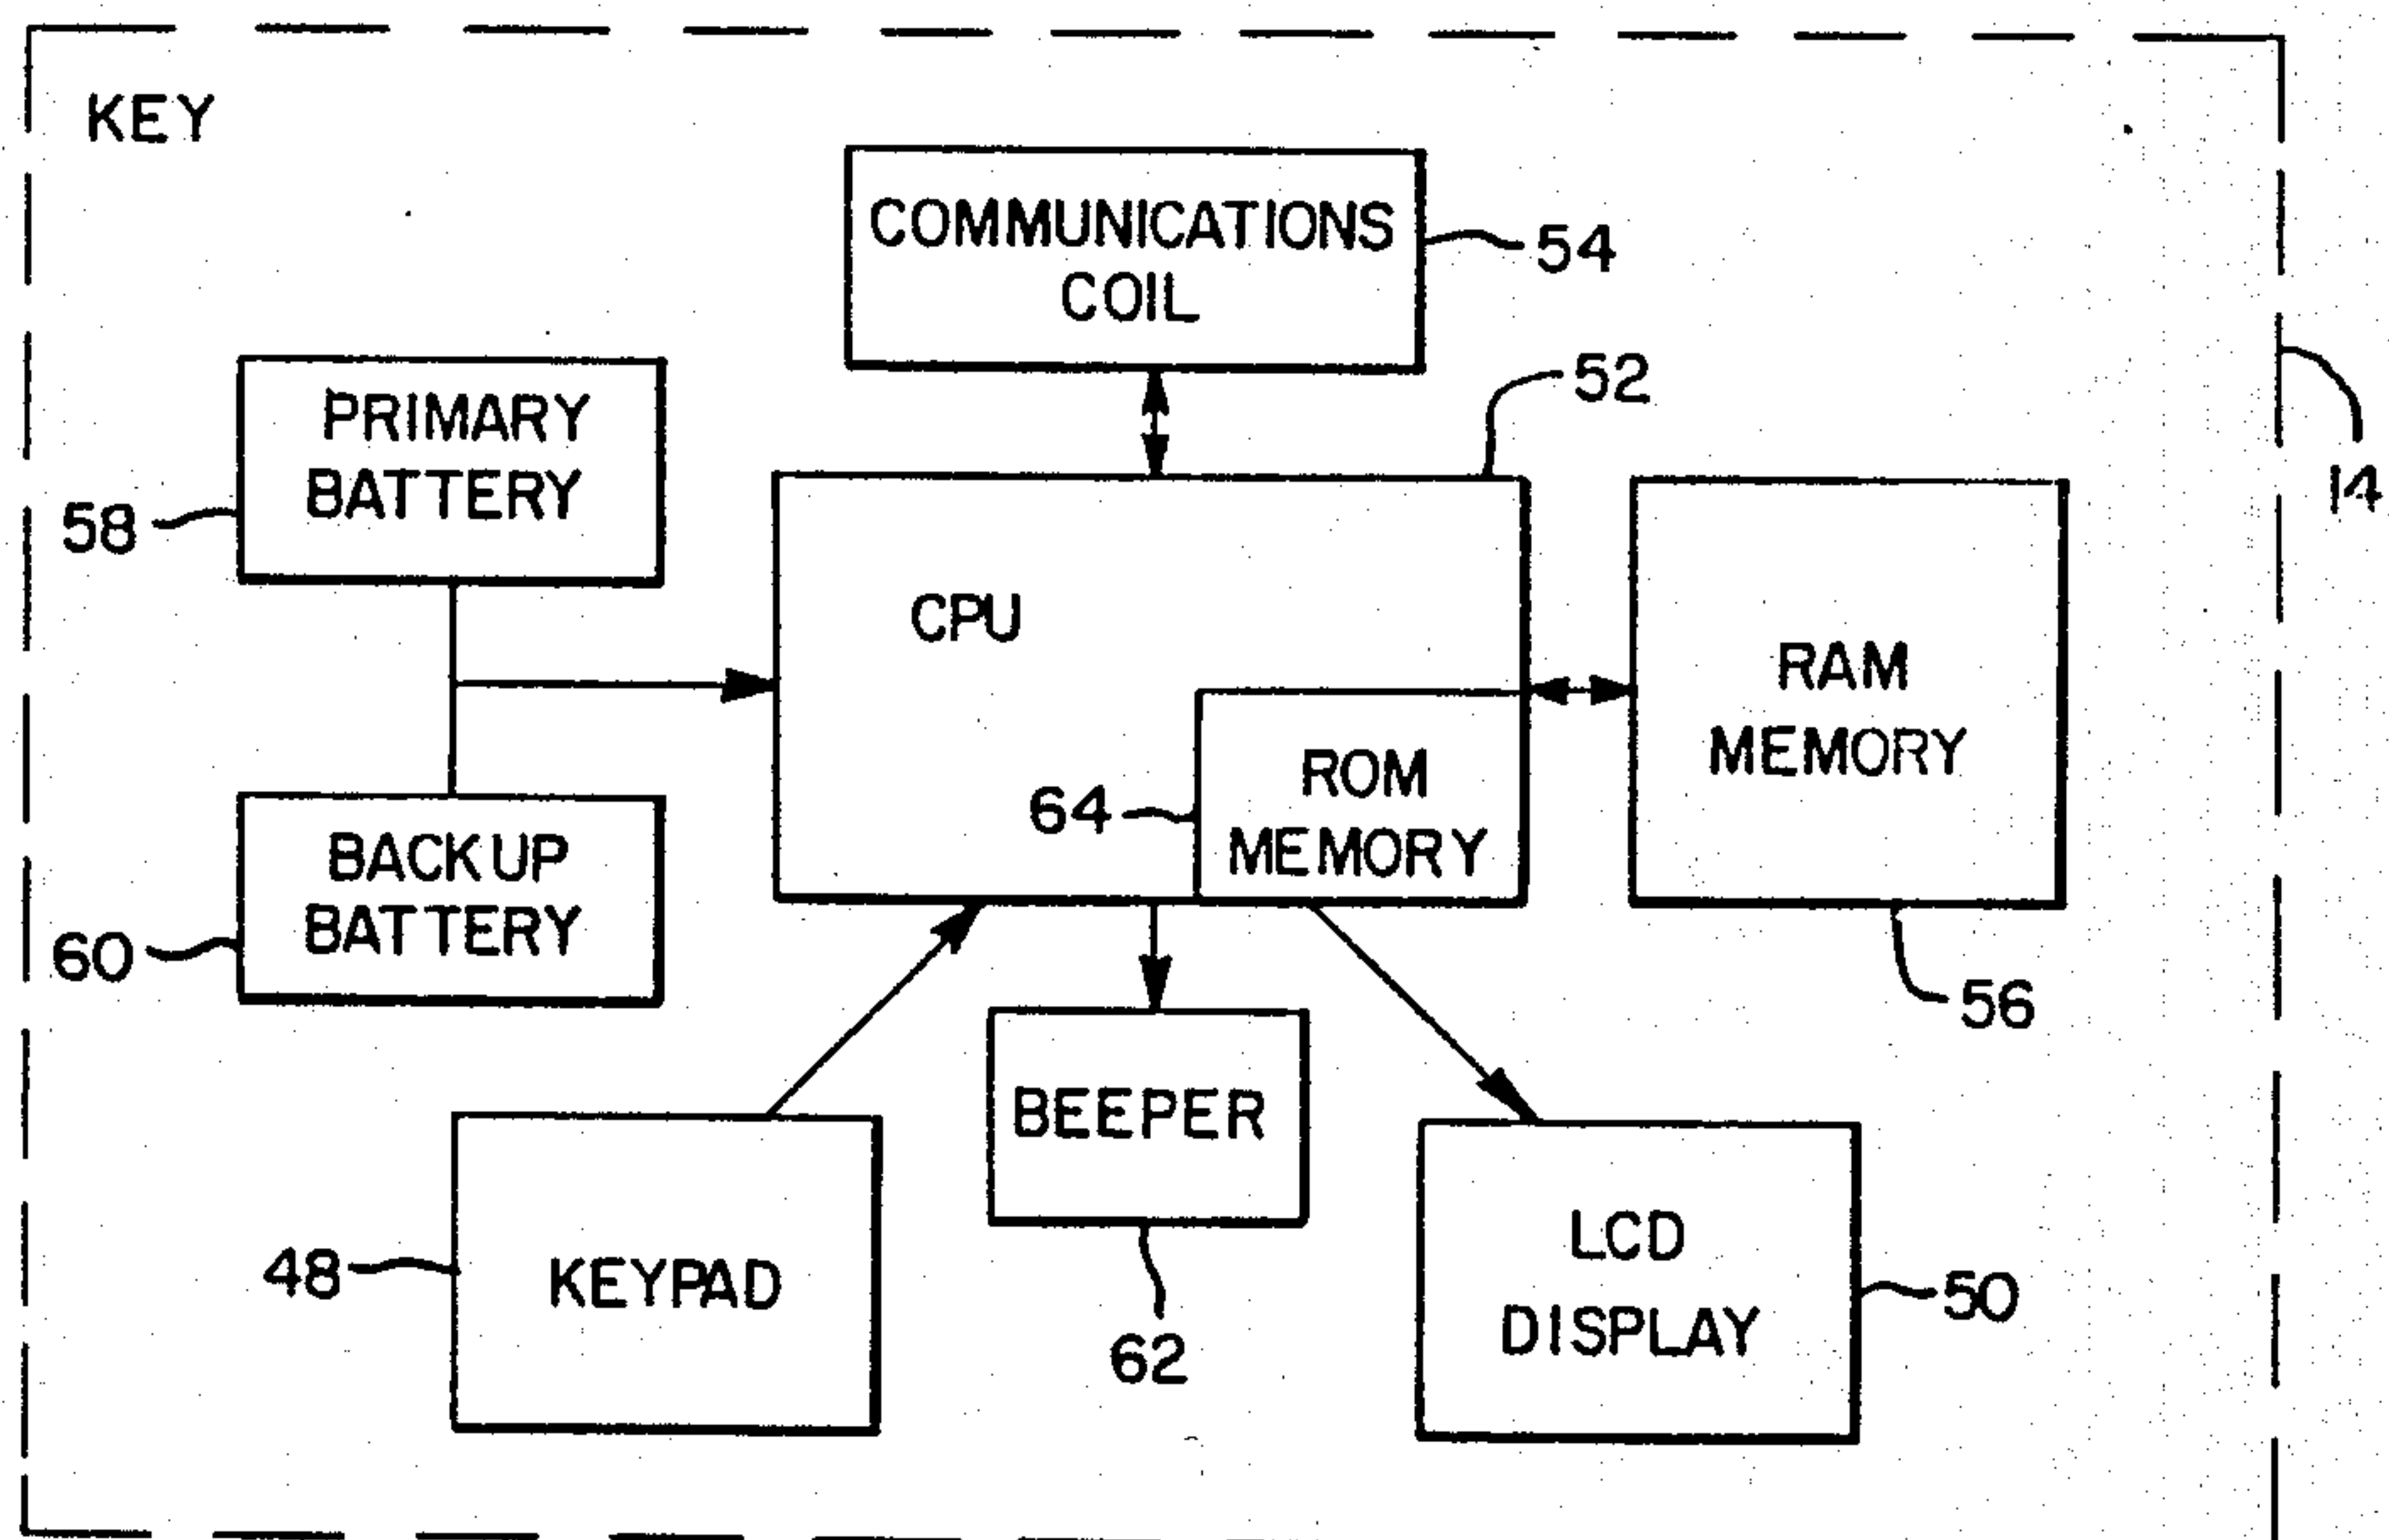 KEY
COMMUNICATIONS
COIL
54
52
PRIMARY
BATTERY
58
14
CPU
RAM
MEMORY
ROM
MEMORY
64
BACKUP
BATTERY
60
56
BEEPER
62
KEYPAD
48
LCD
DISPLAY
50